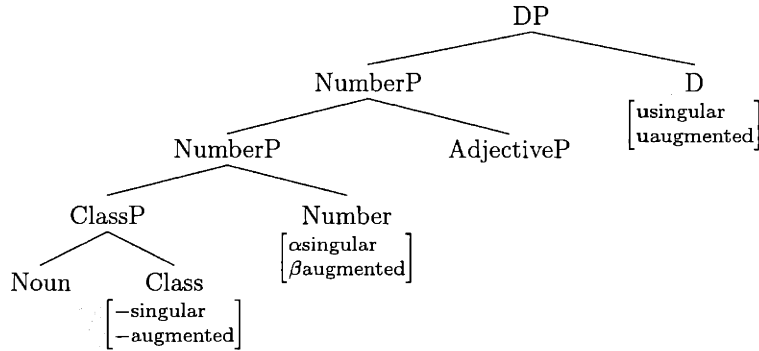 DP
NumberP D
[usingular
uaugmented]
NumberP AdjectiveP
ClassP Number
[αsingular
βaugmented]
Noun Class
[−singular
−augmented]